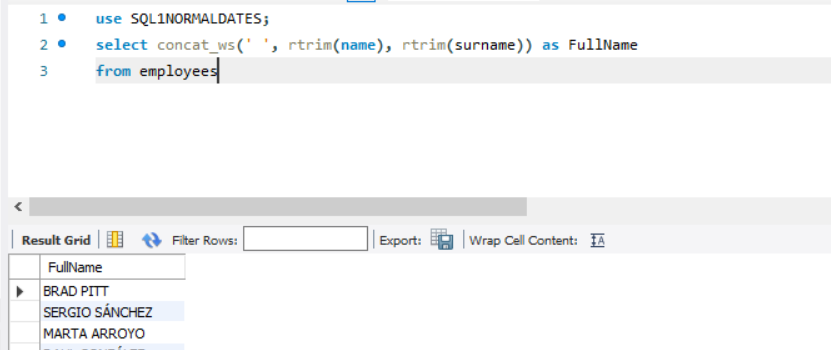 1 use SQL1NORMALDATES;
2 select concat_ws(' ', rtrim(name), rtrim(surname)) as FullName
3 from employees
Result Grid Filter Rows: Export: Wrap Cell Content:
FullName
BRAD PITT
SERGIO SÁNCHEZ
MARTA ARROYO